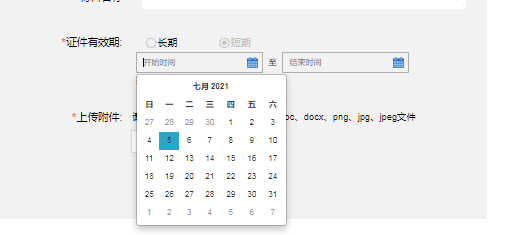 *证件有效期: 长期 短期
开始时间 至 结束时间
七月 2021
日 一 二 三 四 五 六
27 28 29 30 1 2 3
4 5 6 7 8 9 10
11 12 13 14 15 16 17
18 19 20 21 22 23 24
25 26 27 28 29 30 31
1 2 3 4 5 6 7
*上传附件: docx、png、jpg、jpeg文件